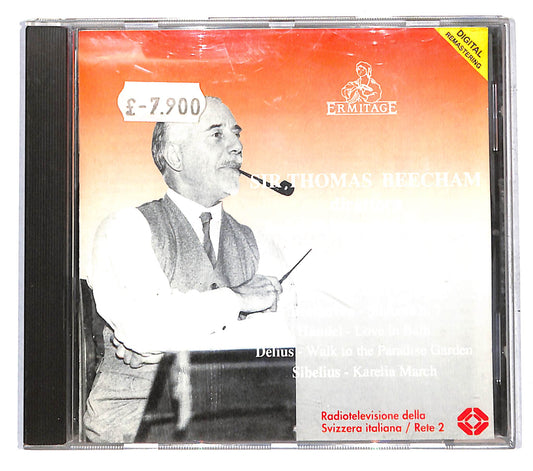 DIGITAL
REMASTERING
£-7.900
ERMITAGE
SIR THOMAS BEECHAM
Handel - Love in Bath
Delius - Walk to the Paradise Garden
Sibelius - Karelia March
Radiotelevisione della
Svizzera italiana / Rete 2